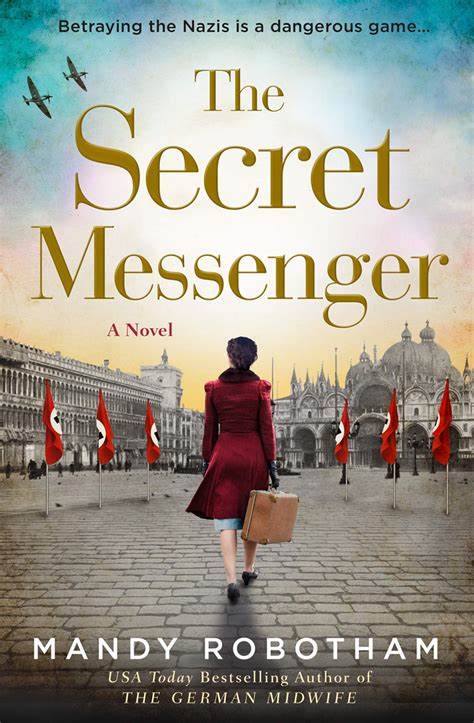 Betraying the Nazis is a dangerous game...
The
Secret
Messenger
A Novel
MANDY ROBOTHAM
USA Today Bestselling Author of
THE GERMAN MIDWIFE